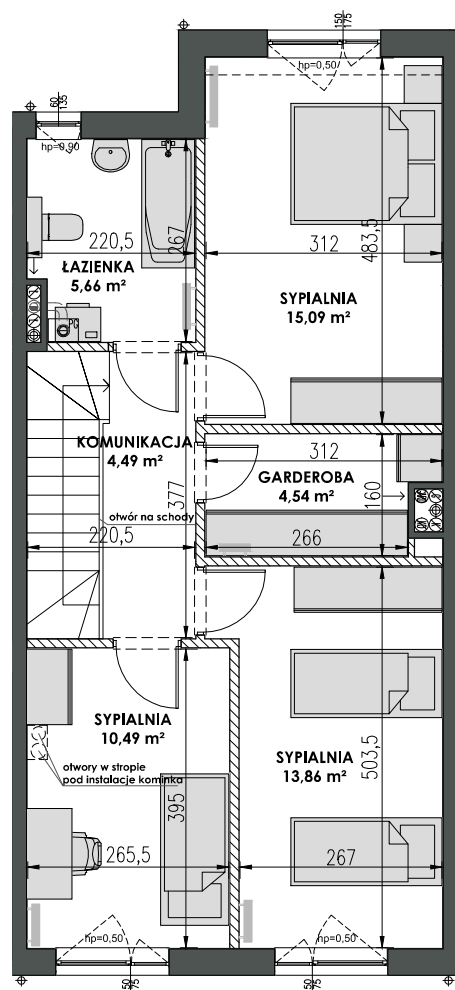 150
175
60
135
hp=0,50
hp=0,90
220,5
267
ŁAZIENKA
5,66 m²
312
483,5
SYPIALNIA
15,09 m²
PG
KOMUNIKACJA
4,49 m²
377
312
GARDEROBA
4,54 m²
160
otwór na schody
220,5
266
SYPIALNIA
10,49 m²
otwory w stropie
pod instalacje kominka
395
SYPIALNIA
13,86 m²
503,5
265,5
267
hp=0,50
hp=0,50